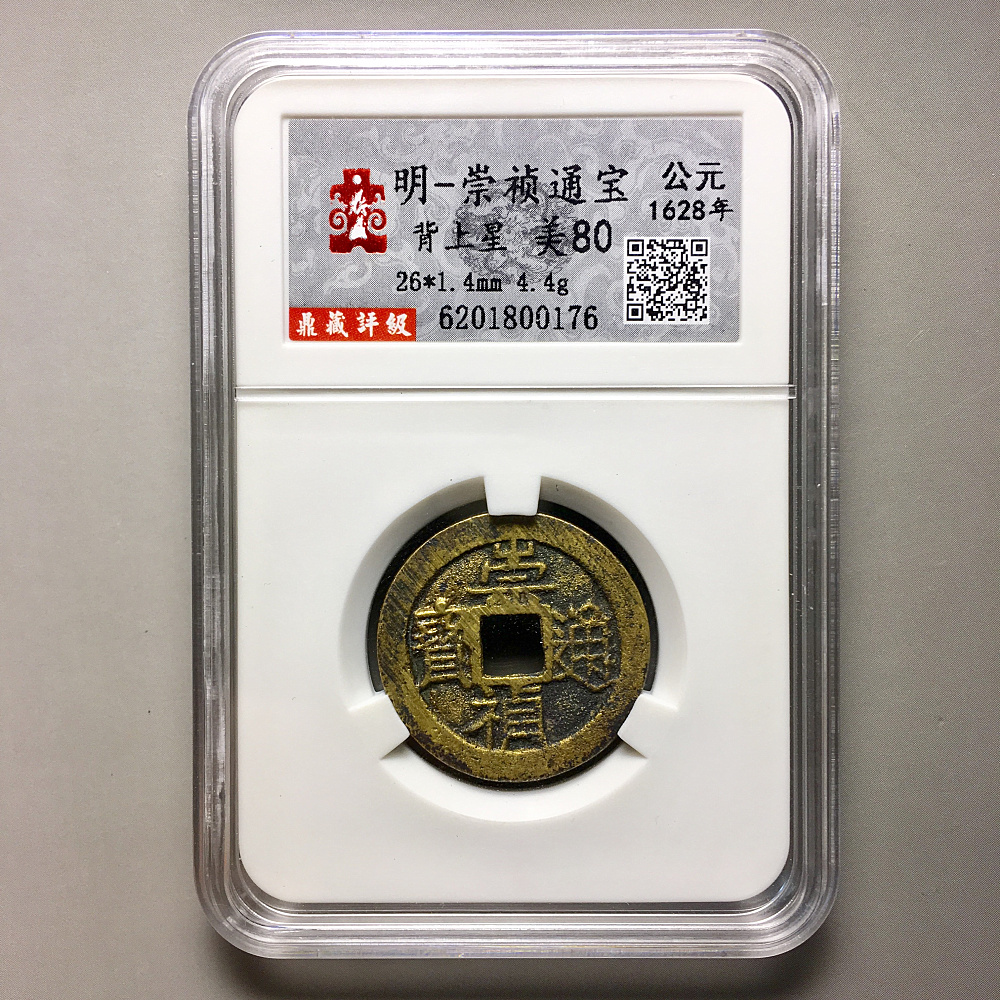 明-崇祯通宝
公元
1628年
背上星 美80
26*1.4mm 4.4g
鼎藏評級
6201800176
崇禎通寶